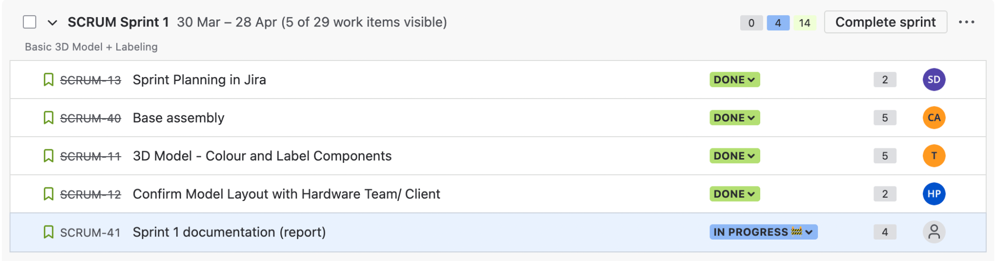 SCRUM Sprint 1 30 Mar – 28 Apr (5 of 29 work items visible) 0 4 14 Complete sprint
Basic 3D Model + Labeling
SCRUM-13 Sprint Planning in Jira DONE 2 SD
SCRUM-40 Base assembly DONE 5 CA
SCRUM-11 3D Model - Colour and Label Components DONE 5 T
SCRUM-12 Confirm Model Layout with Hardware Team/ Client DONE 2 HP
SCRUM-41 Sprint 1 documentation (report) IN PROGRESS 🚧 4